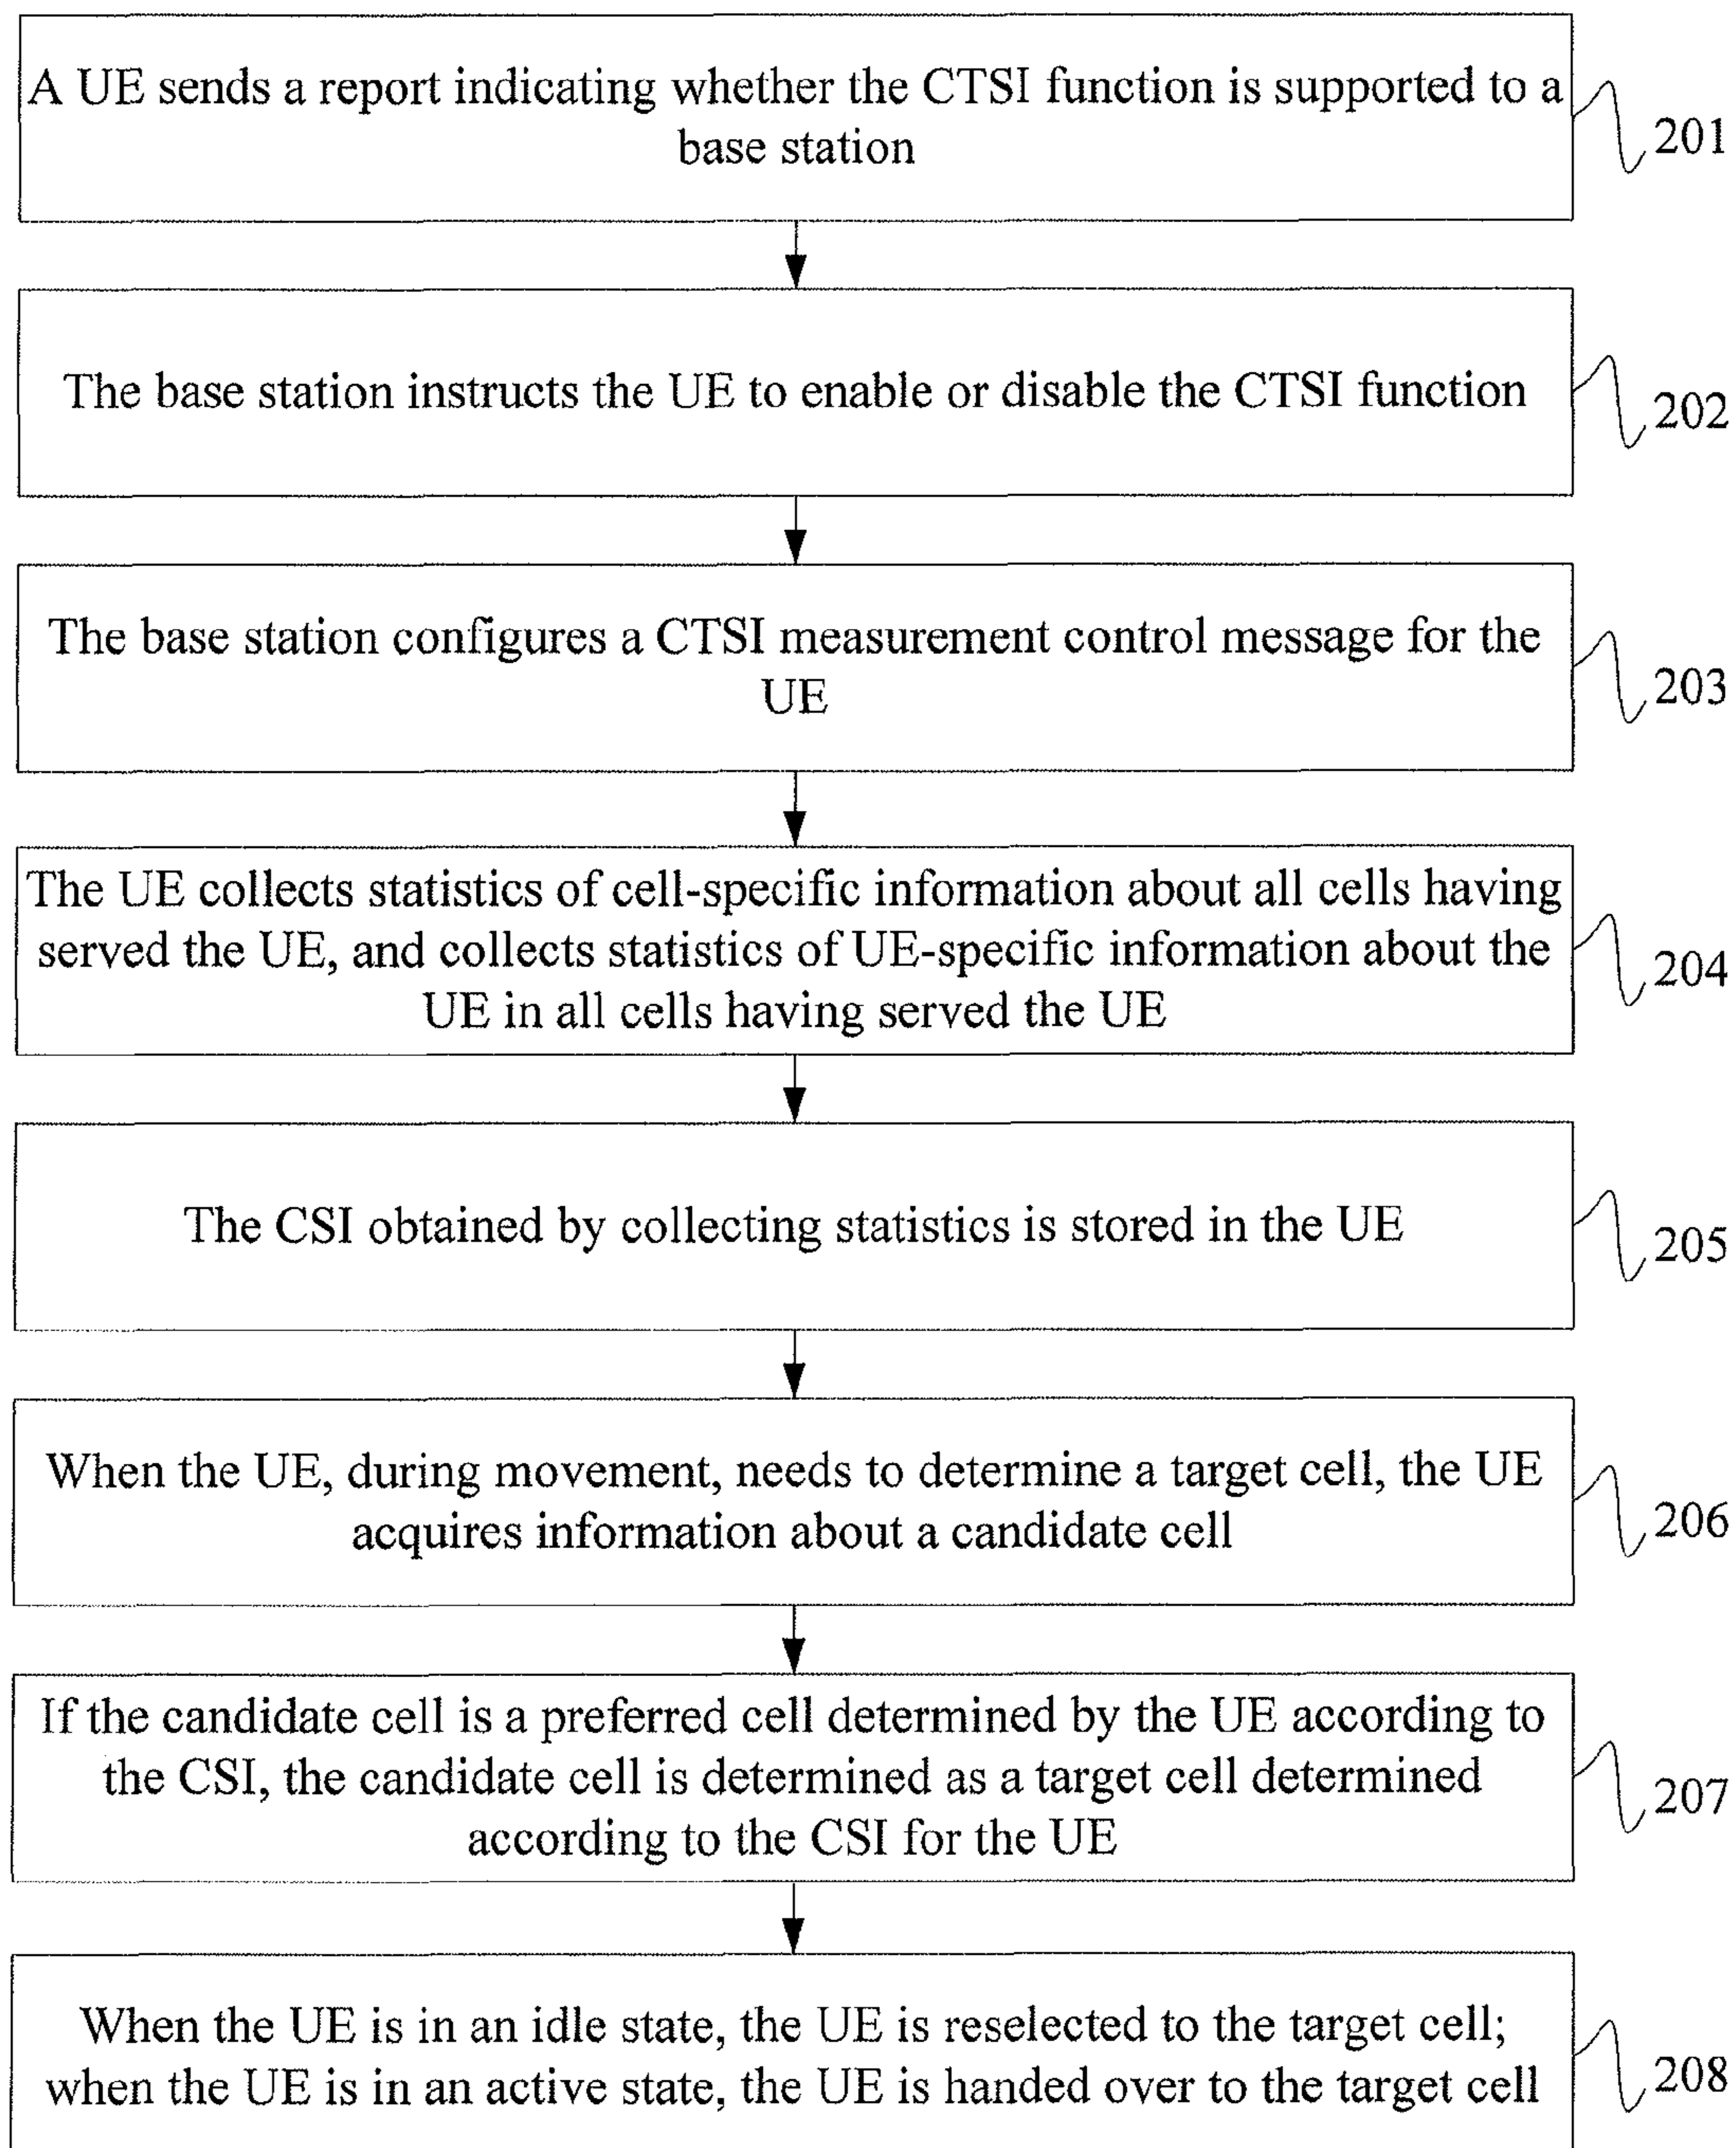 A UE sends a report indicating whether the CTSI function is supported to a
base station
201
The base station instructs the UE to enable or disable the CTSI function
202
The base station configures a CTSI measurement control message for the
UE
203
The UE collects statistics of cell-specific information about all cells having
served the UE, and collects statistics of UE-specific information about the
UE in all cells having served the UE
204
The CSI obtained by collecting statistics is stored in the UE
205
When the UE, during movement, needs to determine a target cell, the UE
acquires information about a candidate cell
206
If the candidate cell is a preferred cell determined by the UE according to
the CSI, the candidate cell is determined as a target cell determined
according to the CSI for the UE
207
When the UE is in an idle state, the UE is reselected to the target cell;
when the UE is in an active state, the UE is handed over to the target cell
208